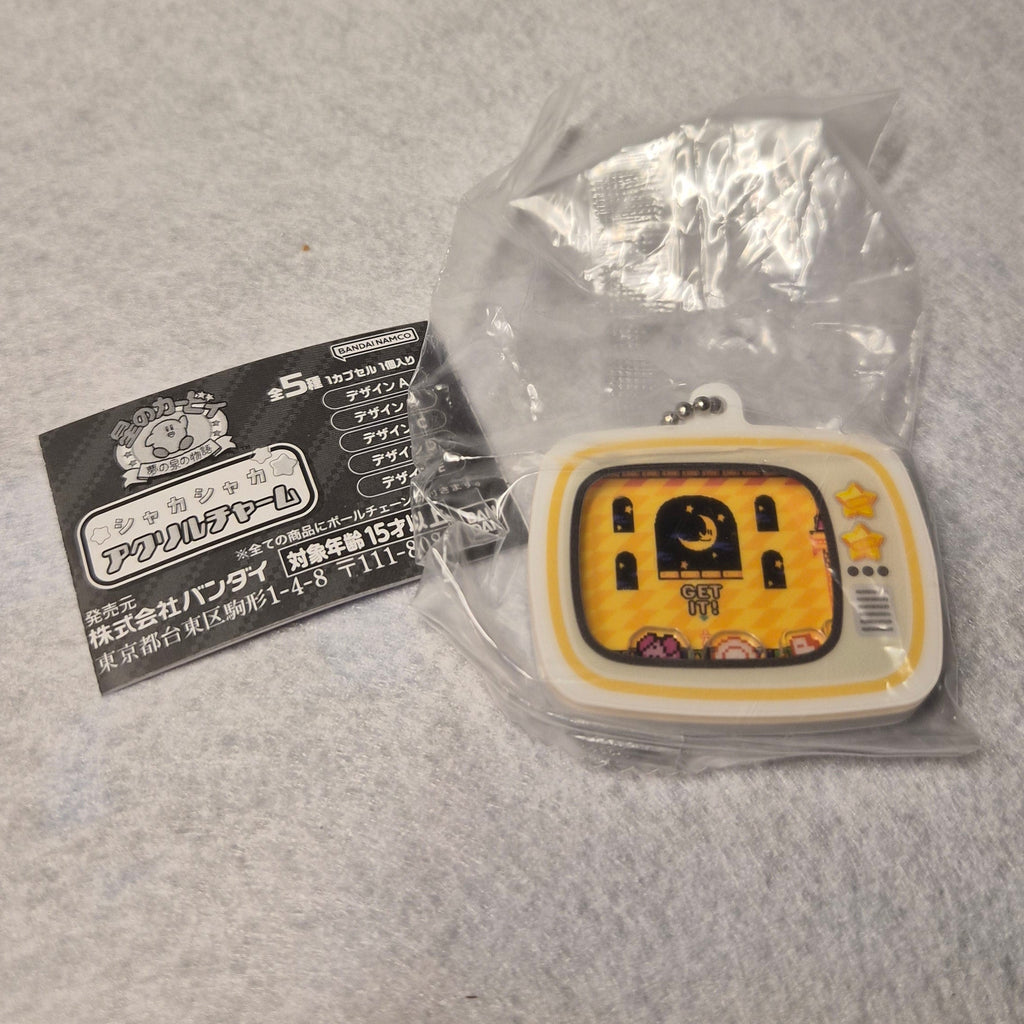 BANDAI NAMCO
全5種 1カプセル1個入り
デザインA
デザイン
デザイン
デザイ
デザ
星のカービィ
夢の泉の物語
シャカシャカ
アクリルチャーム
※全ての商品にボールチェーン
対象年齢15才以
発売元
株式会社バンダイ
東京都台東区駒形1-4-8 〒111-8
GET
IT!